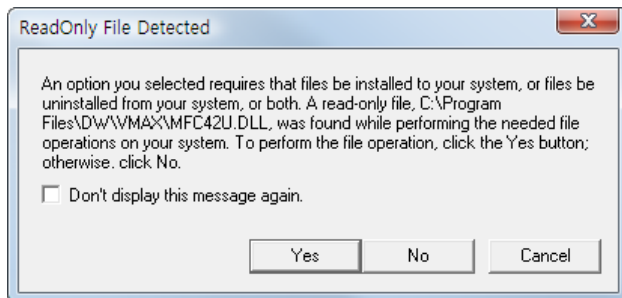 ReadOnly File Detected
An option you selected requires that files be installed to your system, or files be
uninstalled from your system, or both. A read-only file, C:\Program
Files\DW\VMAX\MFC42U.DLL, was found while performing the needed file
operations on your system. To perform the file operation, click the Yes button;
otherwise. click No.
Don't display this message again.
Yes No Cancel